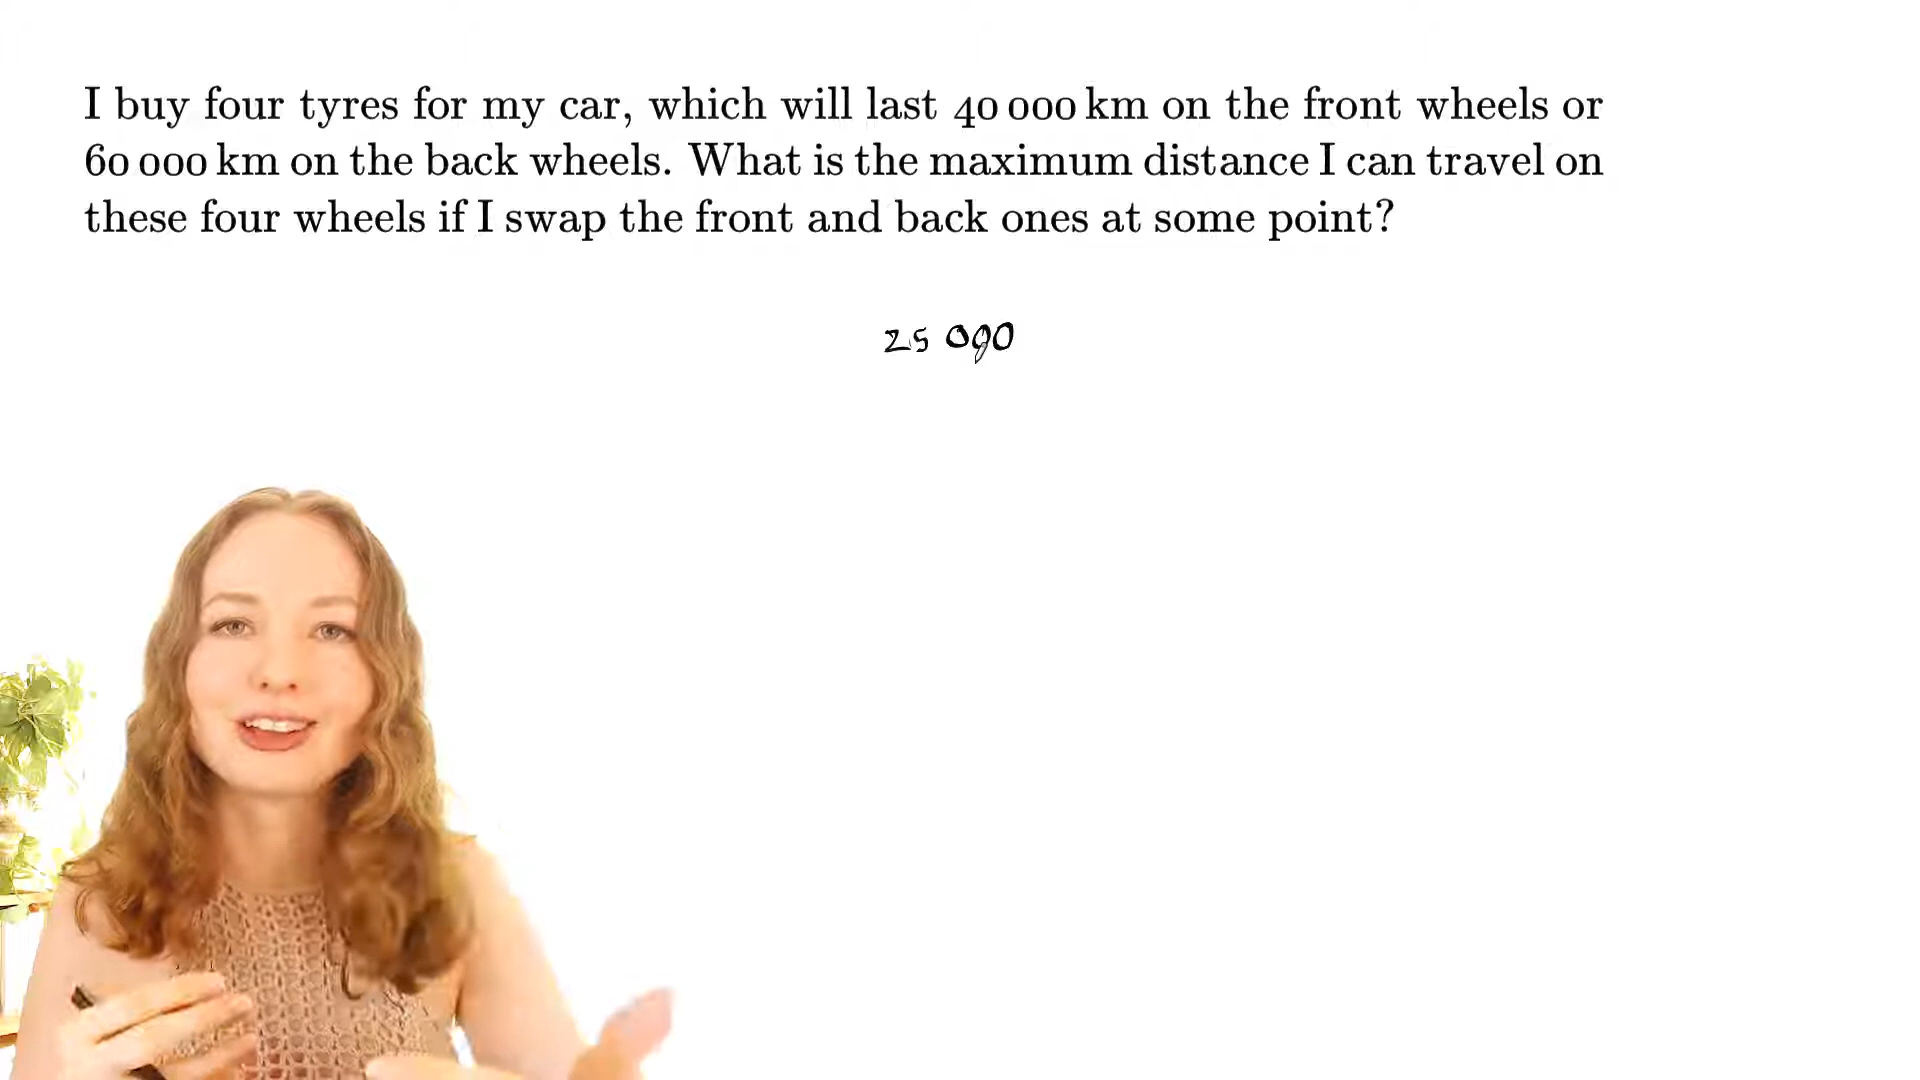 I buy four tyres for my car, which will last 40 000 km on the front wheels or
60 000 km on the back wheels. What is the maximum distance I can travel on
these four wheels if I swap the front and back ones at some point?
25 000